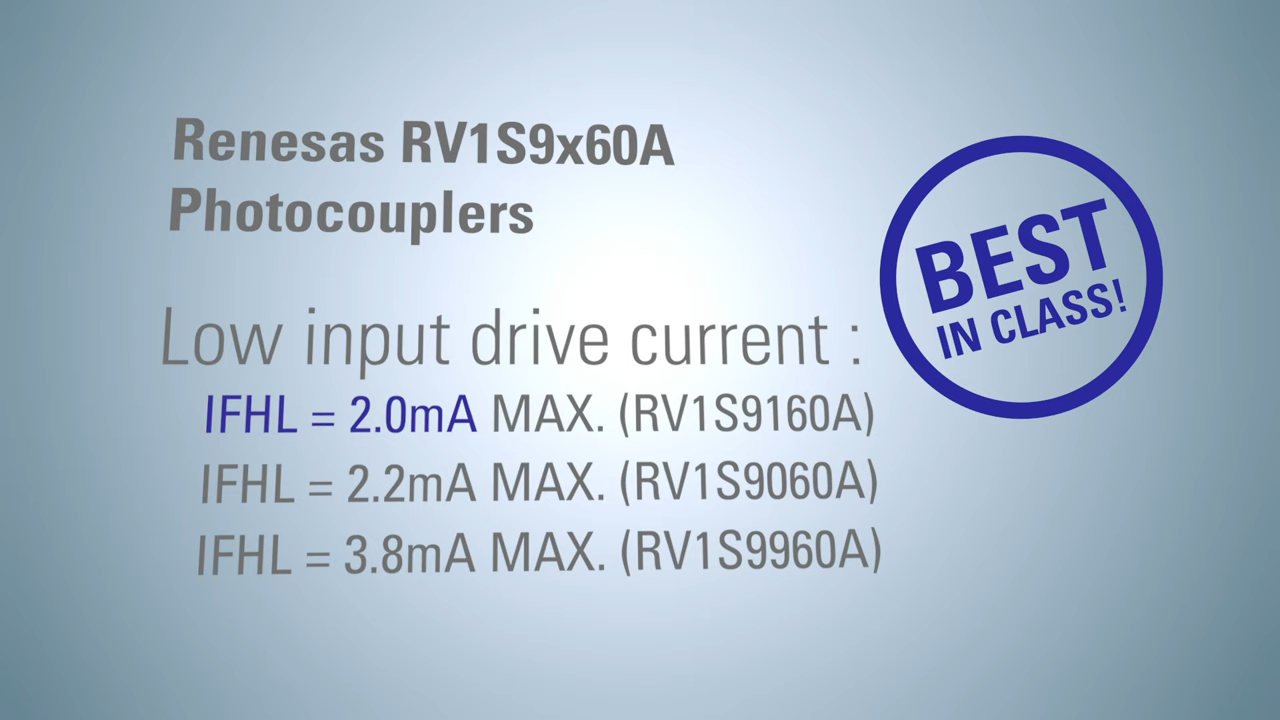 Renesas RV1S9x60A
Photocouplers
Low input drive current :
IFHL = 2.0mA MAX. (RV1S9160A)
IFHL = 2.2mA MAX. (RV1S9060A)
IFHL = 3.8mA MAX. (RV1S9960A)
BEST
IN CLASS!